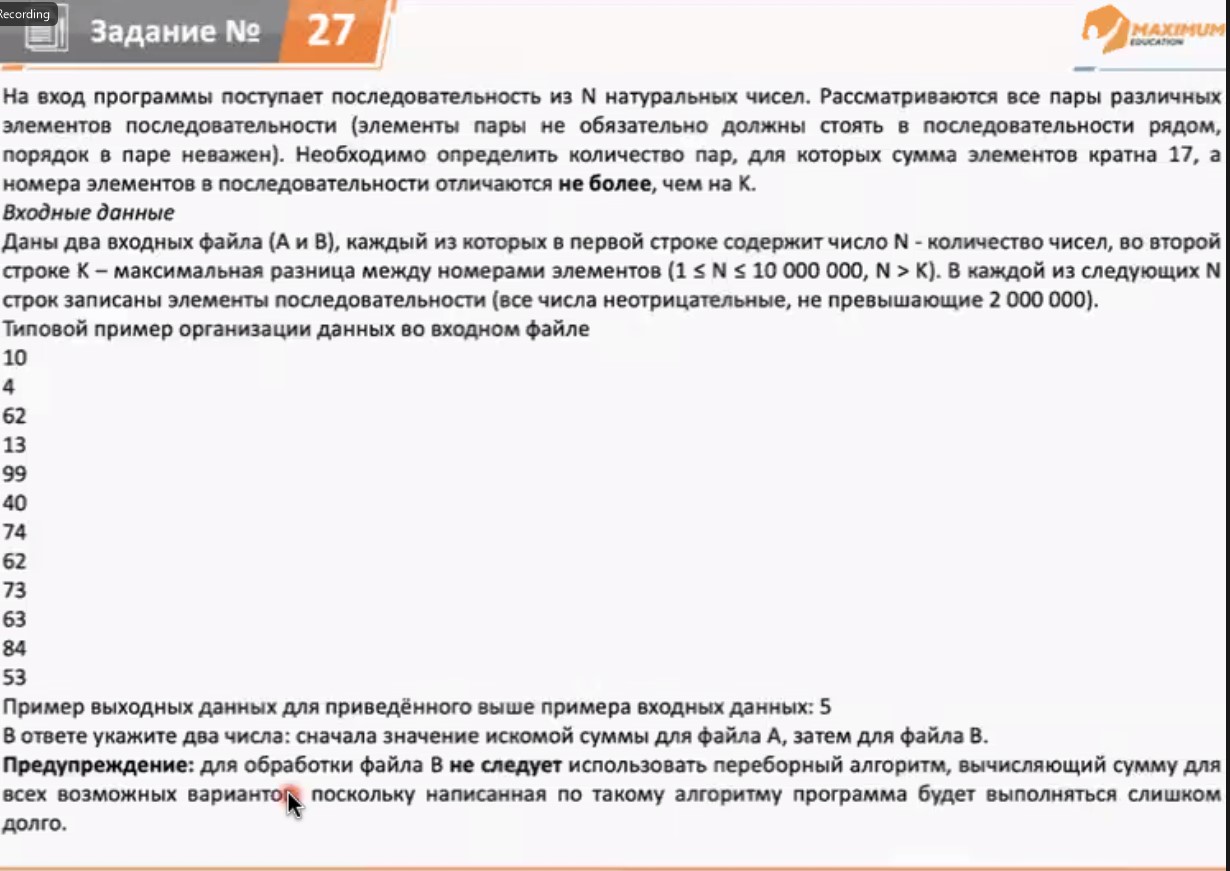 Recording
Задание № 27
MAXIMUM
EDUCATION
На вход программы поступает последовательность из N натуральных чисел. Рассматриваются все пары различных
элементов последовательности (элементы пары не обязательно должны стоять в последовательности рядом,
порядок в паре неважен). Необходимо определить количество пар, для которых сумма элементов кратна 17, а
номера элементов в последовательности отличаются не более, чем на K.
Входные данные
Даны два входных файла (A и B), каждый из которых в первой строке содержит число N - количество чисел, во второй
строке K – максимальная разница между номерами элементов (1 ≤ N ≤ 10 000 000, N > K). В каждой из следующих N
строк записаны элементы последовательности (все числа неотрицательные, не превышающие 2 000 000).
Типовой пример организации данных во входном файле
10
4
62
13
99
40
74
62
73
63
84
53
Пример выходных данных для приведённого выше примера входных данных: 5
В ответе укажите два числа: сначала значение искомой суммы для файла A, затем для файла B.
Предупреждение: для обработки файла B не следует использовать переборный алгоритм, вычисляющий сумму для
всех возможных поскольку написанная по такому алгоритму программа будет выполняться слишком
долго.